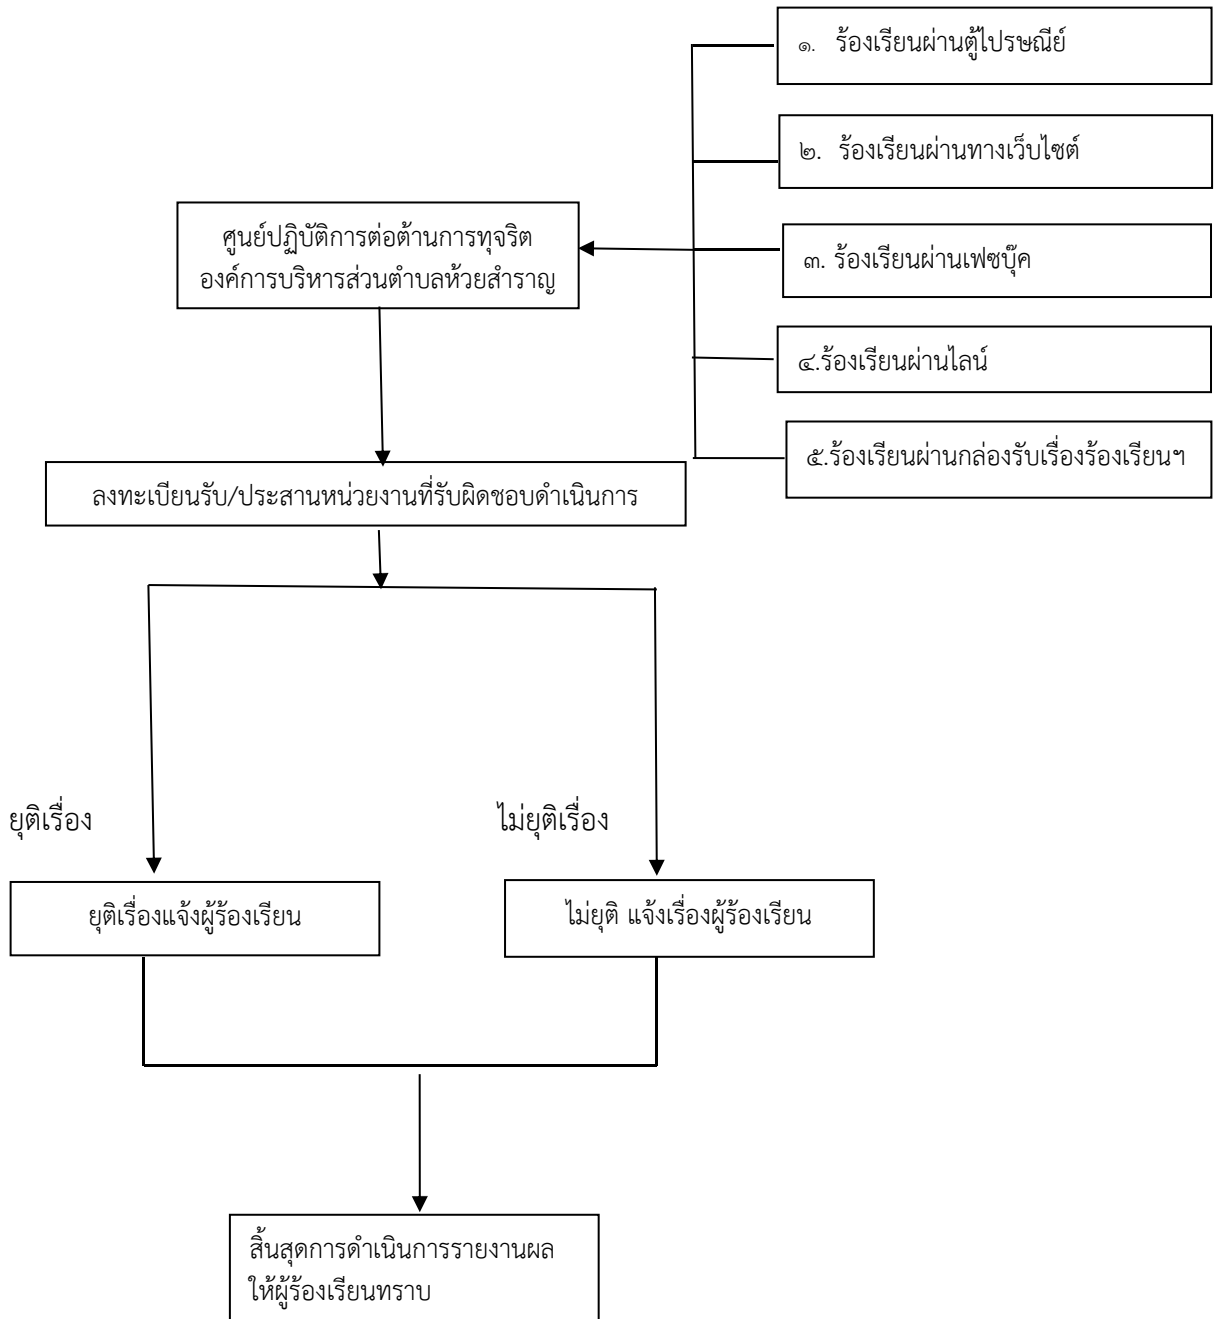 ๑. ร้องเรียนผ่านตู้ไปรษณีย์
๒. ร้องเรียนผ่านทางเว็บไซต์
ศูนย์ปฏิบัติการต่อต้านการทุจริต
องค์การบริหารส่วนตำบลห้วยสำราญ
๓. ร้องเรียนผ่านเฟซบุ๊ค
๔.ร้องเรียนผ่านไลน์
๕.ร้องเรียนผ่านกล่องรับเรื่องร้องเรียนฯ
ลงทะเบียนรับ/ประสานหน่วยงานที่รับผิดชอบดำเนินการ
ยุติเรื่อง
ไม่ยุติเรื่อง
ยุติเรื่องแจ้งผู้ร้องเรียน
ไม่ยุติ แจ้งเรื่องผู้ร้องเรียน
สิ้นสุดการดำเนินการรายงานผล
ให้ผู้ร้องเรียนทราบ